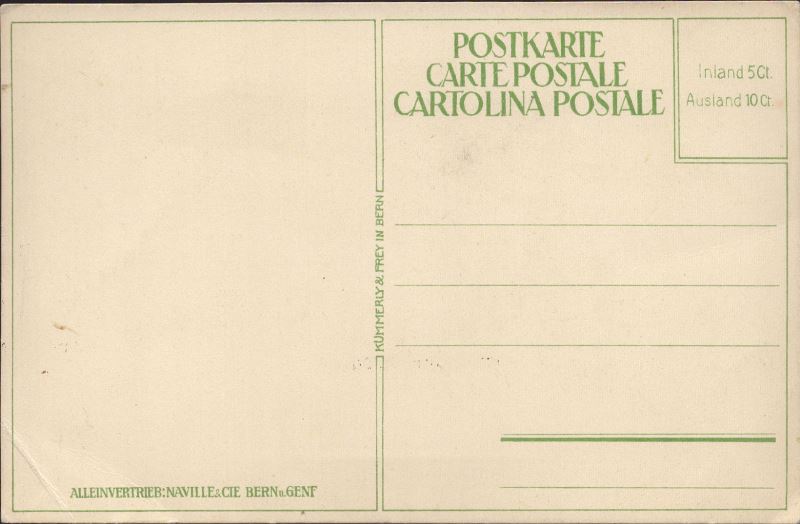 POSTKARTE
CARTE POSTALE
CARTOLINA POSTALE
Inland 5 Ct.
Ausland 10 Ct.
KÜMMERLY & FREY IN BERN
ALLEINVERTRIEB: NAVILLE & CIE BERN u. GENF